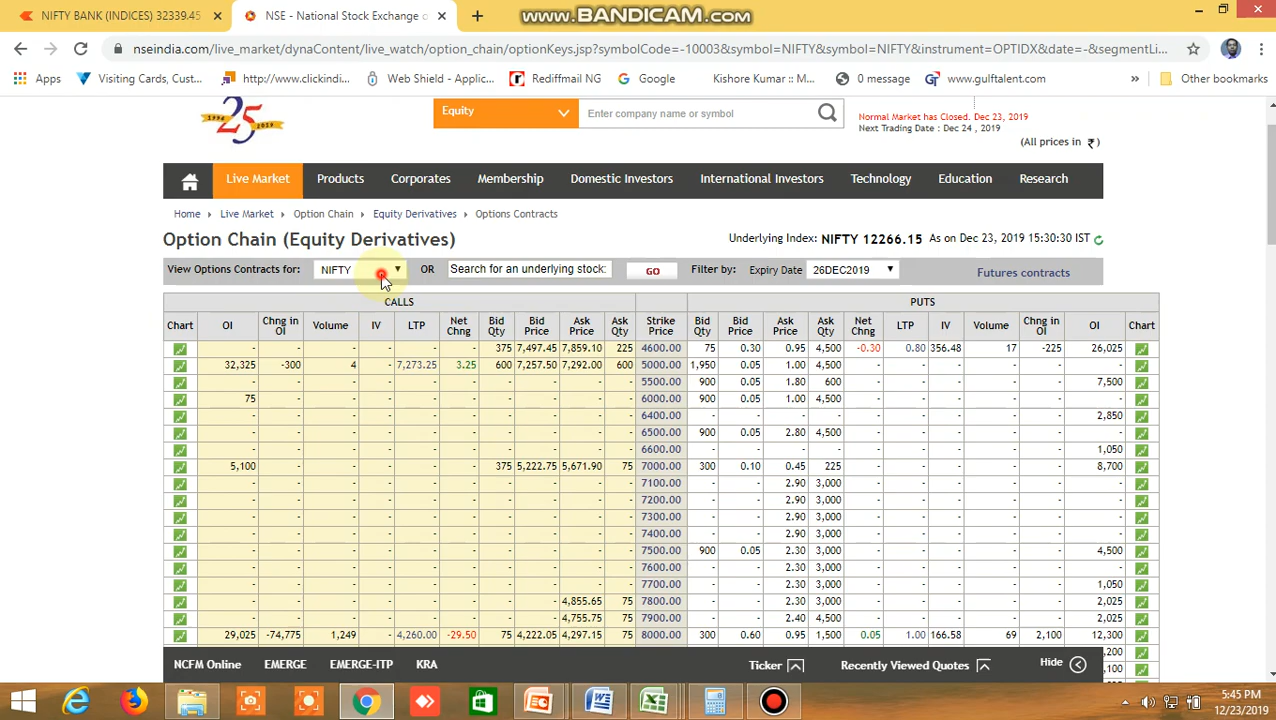 NIFTY BANK (INDICES) 32339.45
NSE - National Stock Exchange o
www.BANDICAM.com
nseindia.com/live_market/dynaContent/live_watch/option_chain/optionKeys.jsp?symbolCode=-10003&symbol=NIFTY&symbol=NIFTY&instrument=OPTIDX&date=-&segmentLi...
Apps Visiting Cards, Cust... http://www.clickindi... Web Shield - Applic... Rediffmail NG Google Kishore Kumar :: M... 0 message www.gulftalent.com » Other bookmarks
1994 25 2019
Equity
Enter company name or symbol
Normal Market has Closed. Dec 23, 2019
Next Trading Date : Dec 24 , 2019
(All prices in ₹)
Live Market Products Corporates Membership Domestic Investors International Investors Technology Education Research
Home Live Market Option Chain Equity Derivatives Options Contracts
Option Chain (Equity Derivatives)
Underlying Index: NIFTY 12266.15 As on Dec 23, 2019 15:30:30 IST
View Options Contracts for: NIFTY OR Search for an underlying stock: GO Filter by: Expiry Date 26DEC2019 Futures contracts
CALLS PUTS
Chart OI Chng in OI Volume IV LTP Net Chng Bid Qty Bid Price Ask Price Ask Qty Strike Price Bid Qty Bid Price Ask Price Ask Qty Net Chng LTP IV Volume Chng in OI OI Chart
- - - - - - 375 7,497.45 7,859.10 225 4600.00 75 0.30 0.95 4,500 -0.30 0.80 356.48 17 -225 26,025
32,325 -300 4 - 7,273.25 3.25 600 7,257.50 7,292.00 600 5000.00 1,950 0.05 1.00 4,500 - - - - - -
- - - - - - - - - - 5500.00 900 0.05 1.80 600 - - - - - 7,500
75 - - - - - - - - - 6000.00 900 0.05 1.00 4,500 - - - - - -
- - - - - - - - - - 6400.00 - - - - - - - - - 2,850
- - - - - - - - - - 6500.00 900 0.05 2.80 4,500 - - - - - -
- - - - - - - - - - 6600.00 - - - - - - - - - 1,050
5,100 - - - - - 375 5,222.75 5,671.90 75 7000.00 300 0.10 0.45 225 - - - - - 8,700
- - - - - - - - - - 7100.00 - - 2.90 3,000 - - - - - -
- - - - - - - - - - 7200.00 - - 2.90 3,000 - - - - - -
- - - - - - - - - - 7300.00 - - 2.90 3,000 - - - - - -
- - - - - - - - - - 7400.00 - - 2.90 3,000 - - - - - -
- - - - - - - - - - 7500.00 900 0.05 2.30 3,000 - - - - - 4,500
- - - - - - - - - - 7600.00 - - 2.30 3,000 - - - - - -
- - - - - - - - - - 7700.00 - - 2.30 3,000 - - - - - 1,050
- - - - - - - - 4,855.65 75 7800.00 - - 2.30 3,000 - - - - - 2,025
- - - - - - - - 4,755.75 75 7900.00 - - 2.40 3,000 - - - - - 2,025
29,025 -74,775 1,249 - 4,260.00 -29.50 75 4,222.05 4,297.15 75 8000.00 300 0.60 0.95 1,500 0.05 1.00 166.58 69 2,100 12,300
NCFM Online EMERGE EMERGE-ITP KRA Ticker Recently Viewed Quotes Hide
5:45 PM
12/23/2019